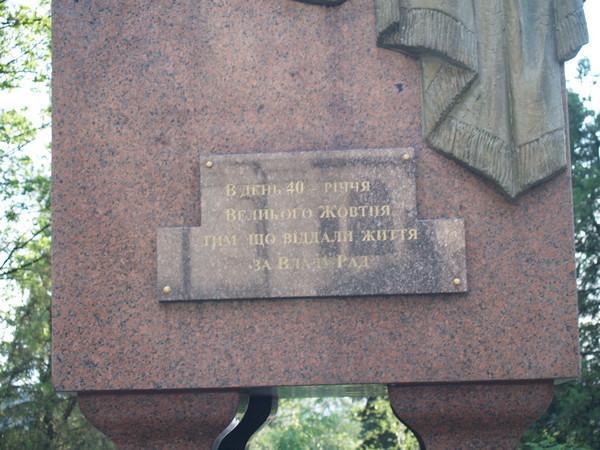 В ДЕНЬ 40 - РІЧЧЯ
ВЕЛИКОГО ЖОВТНЯ
ТИМ ЩО ВІДДАЛИ ЖИТТЯ
ЗА ВЛАДУ РАД